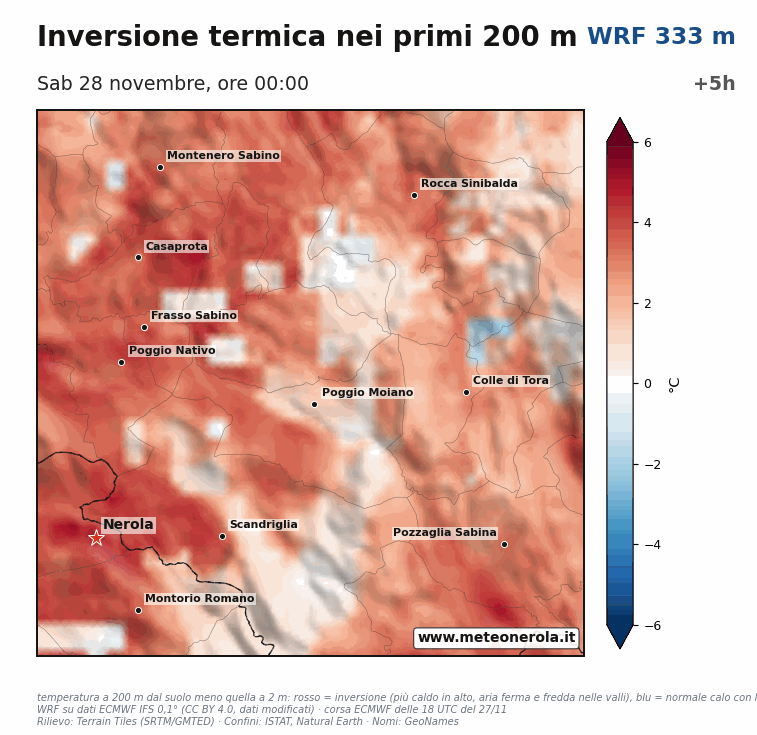 Inversione termica nei primi 200 m WRF 333 m
Sab 28 novembre, ore 00:00
+5h
Montenero Sabino
Rocca Sinibalda
Casaprota
Frasso Sabino
Poggio Nativo
Colle di Tora
Poggio Moiano
Nerola
Scandriglia
Pozzaglia Sabina
Montorio Romano
www.meteonerola.it
6
4
2
0
−2
−4
−6
°C
temperatura a 200 m dal suolo meno quella a 2 m: rosso = inversione (più caldo in alto, aria ferma e fredda nelle valli), blu = normale calo con l
WRF su dati ECMWF IFS 0,1° (CC BY 4.0, dati modificati) · corsa ECMWF delle 18 UTC del 27/11
Rilievo: Terrain Tiles (SRTM/GMTED) · Confini: ISTAT, Natural Earth · Nomi: GeoNames